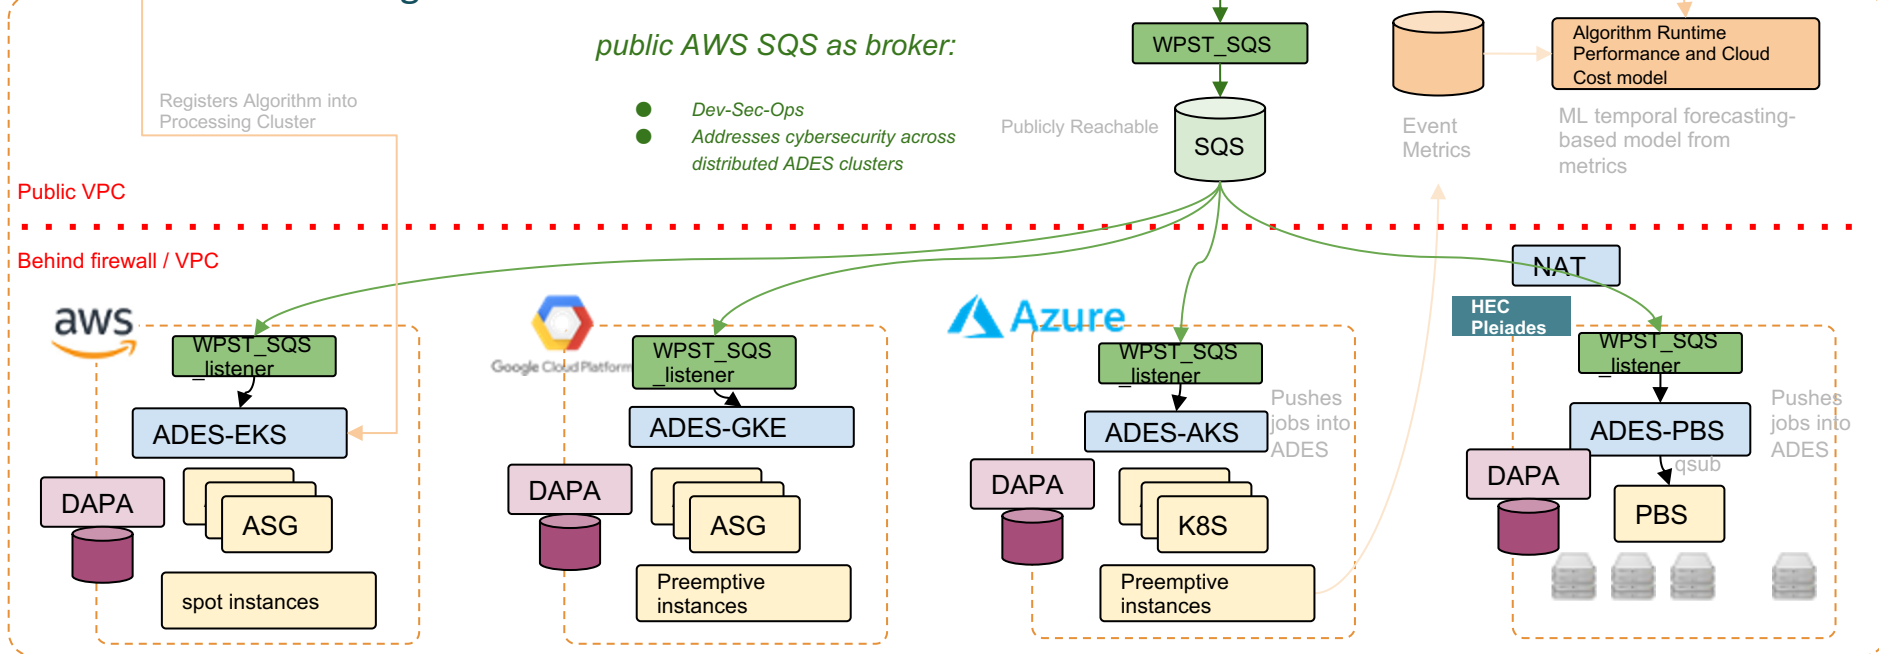 public AWS SQS as broker:
Dev-Sec-Ops
Addresses cybersecurity across
distributed ADES clusters
Registers Algorithm into
Processing Cluster
WPST_SQS
Publicly Reachable
SQS
Event
Metrics
Algorithm Runtime
Performance and Cloud
Cost model
ML temporal forecasting-
based model from
metrics
Public VPC
Behind firewall / VPC
aws
WPST_SQS
_listener
ADES-EKS
DAPA
ASG
spot instances
Google Cloud Platform
WPST_SQS
_listener
ADES-GKE
DAPA
ASG
Preemptive
instances
Azure
WPST_SQS
_listener
ADES-AKS
Pushes
jobs into
ADES
DAPA
K8S
Preemptive
instances
NAT
HEC
Pleiades
WPST_SQS
_listener
ADES-PBS
Pushes
jobs into
ADES
qsub
DAPA
PBS